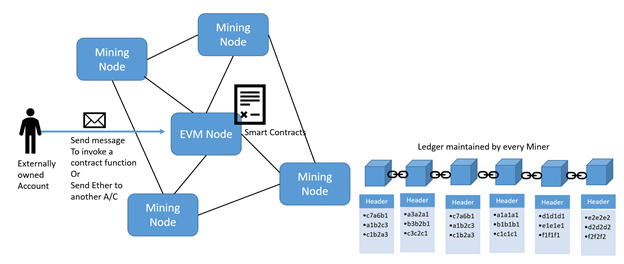 Mining
Node
Mining
Node
EVM Node
Smart Contracts
Mining
Node
Mining
Node
Externally
owned
Account
Send message
To invoke a
contract function
Or
Send Ether to
another A/C
Ledger maintained by every Miner
Header
•c7a6b1
•a1b2c3
•c1b2a3
Header
•a3a2a1
•b3b2b1
•c3c2c1
Header
•c7a6b1
•a1b2c3
•c1b2a3
Header
•a1a1a1
•b1b1b1
•c1c1c1
Header
•d1d1d1
•e1e1e1
•f1f1f1
Header
•e2e2e2
•d2d2d2
•f2f2f2